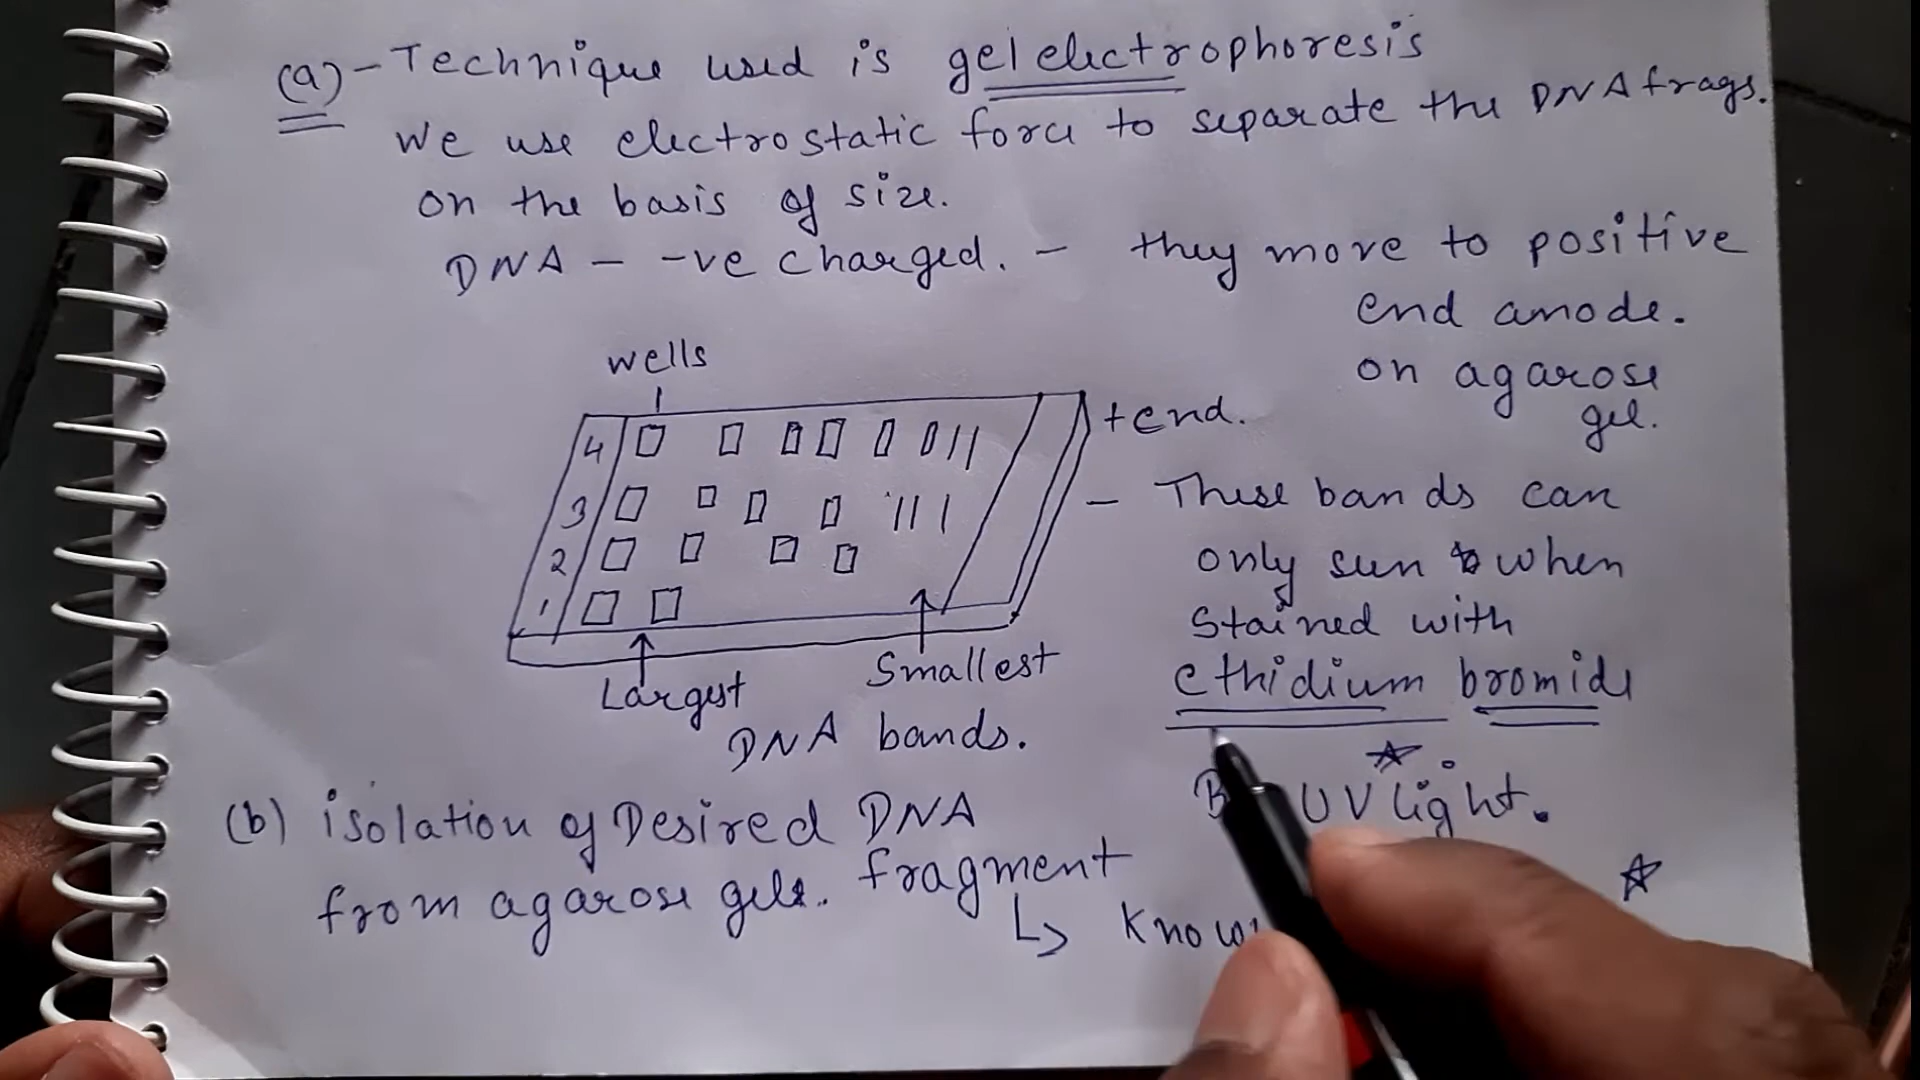 (a) - Technique used is gel electrophoresis
We use electrostatic force to separate the DNA frags.
on the basis of size.
DNA - -ve charged. - they move to positive
end anode.
on agarose
gel.
wells
+ end.
4
3
2
1
Largest
Smallest
DNA bands.
- These bands can
only seen when
stained with
ethidium bromide
UV light.
(b) isolation of Desired DNA
fragment
from agarose gels.
↳